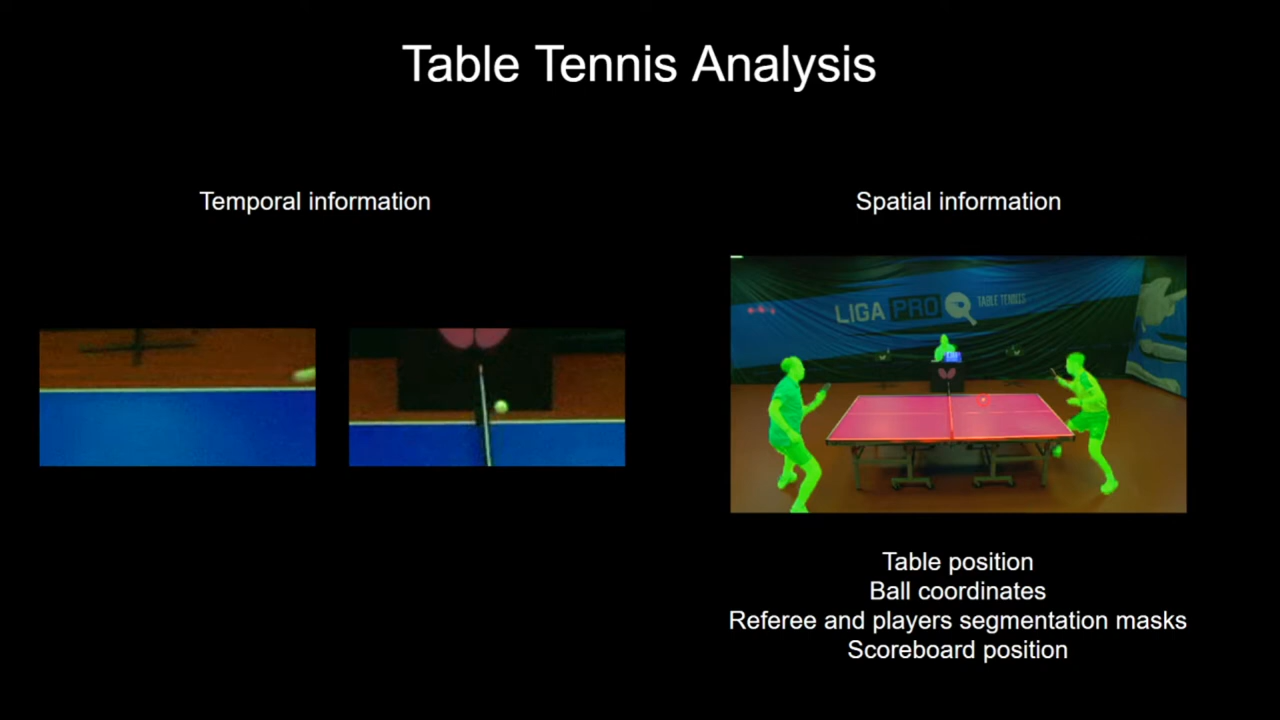 Table Tennis Analysis
Temporal information
Spatial information
LIGA PRO TABLE TENNIS
Table position
Ball coordinates
Referee and players segmentation masks
Scoreboard position